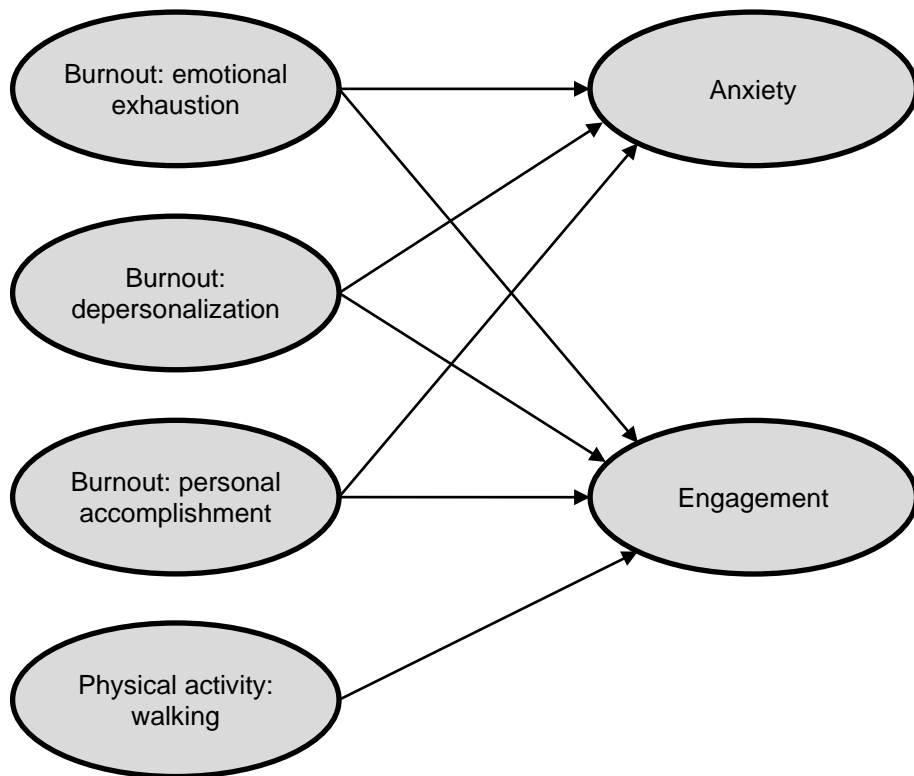 Burnout: emotional
exhaustion
Anxiety
Burnout:
depersonalization
Burnout: personal
accomplishment
Engagement
Physical activity:
walking